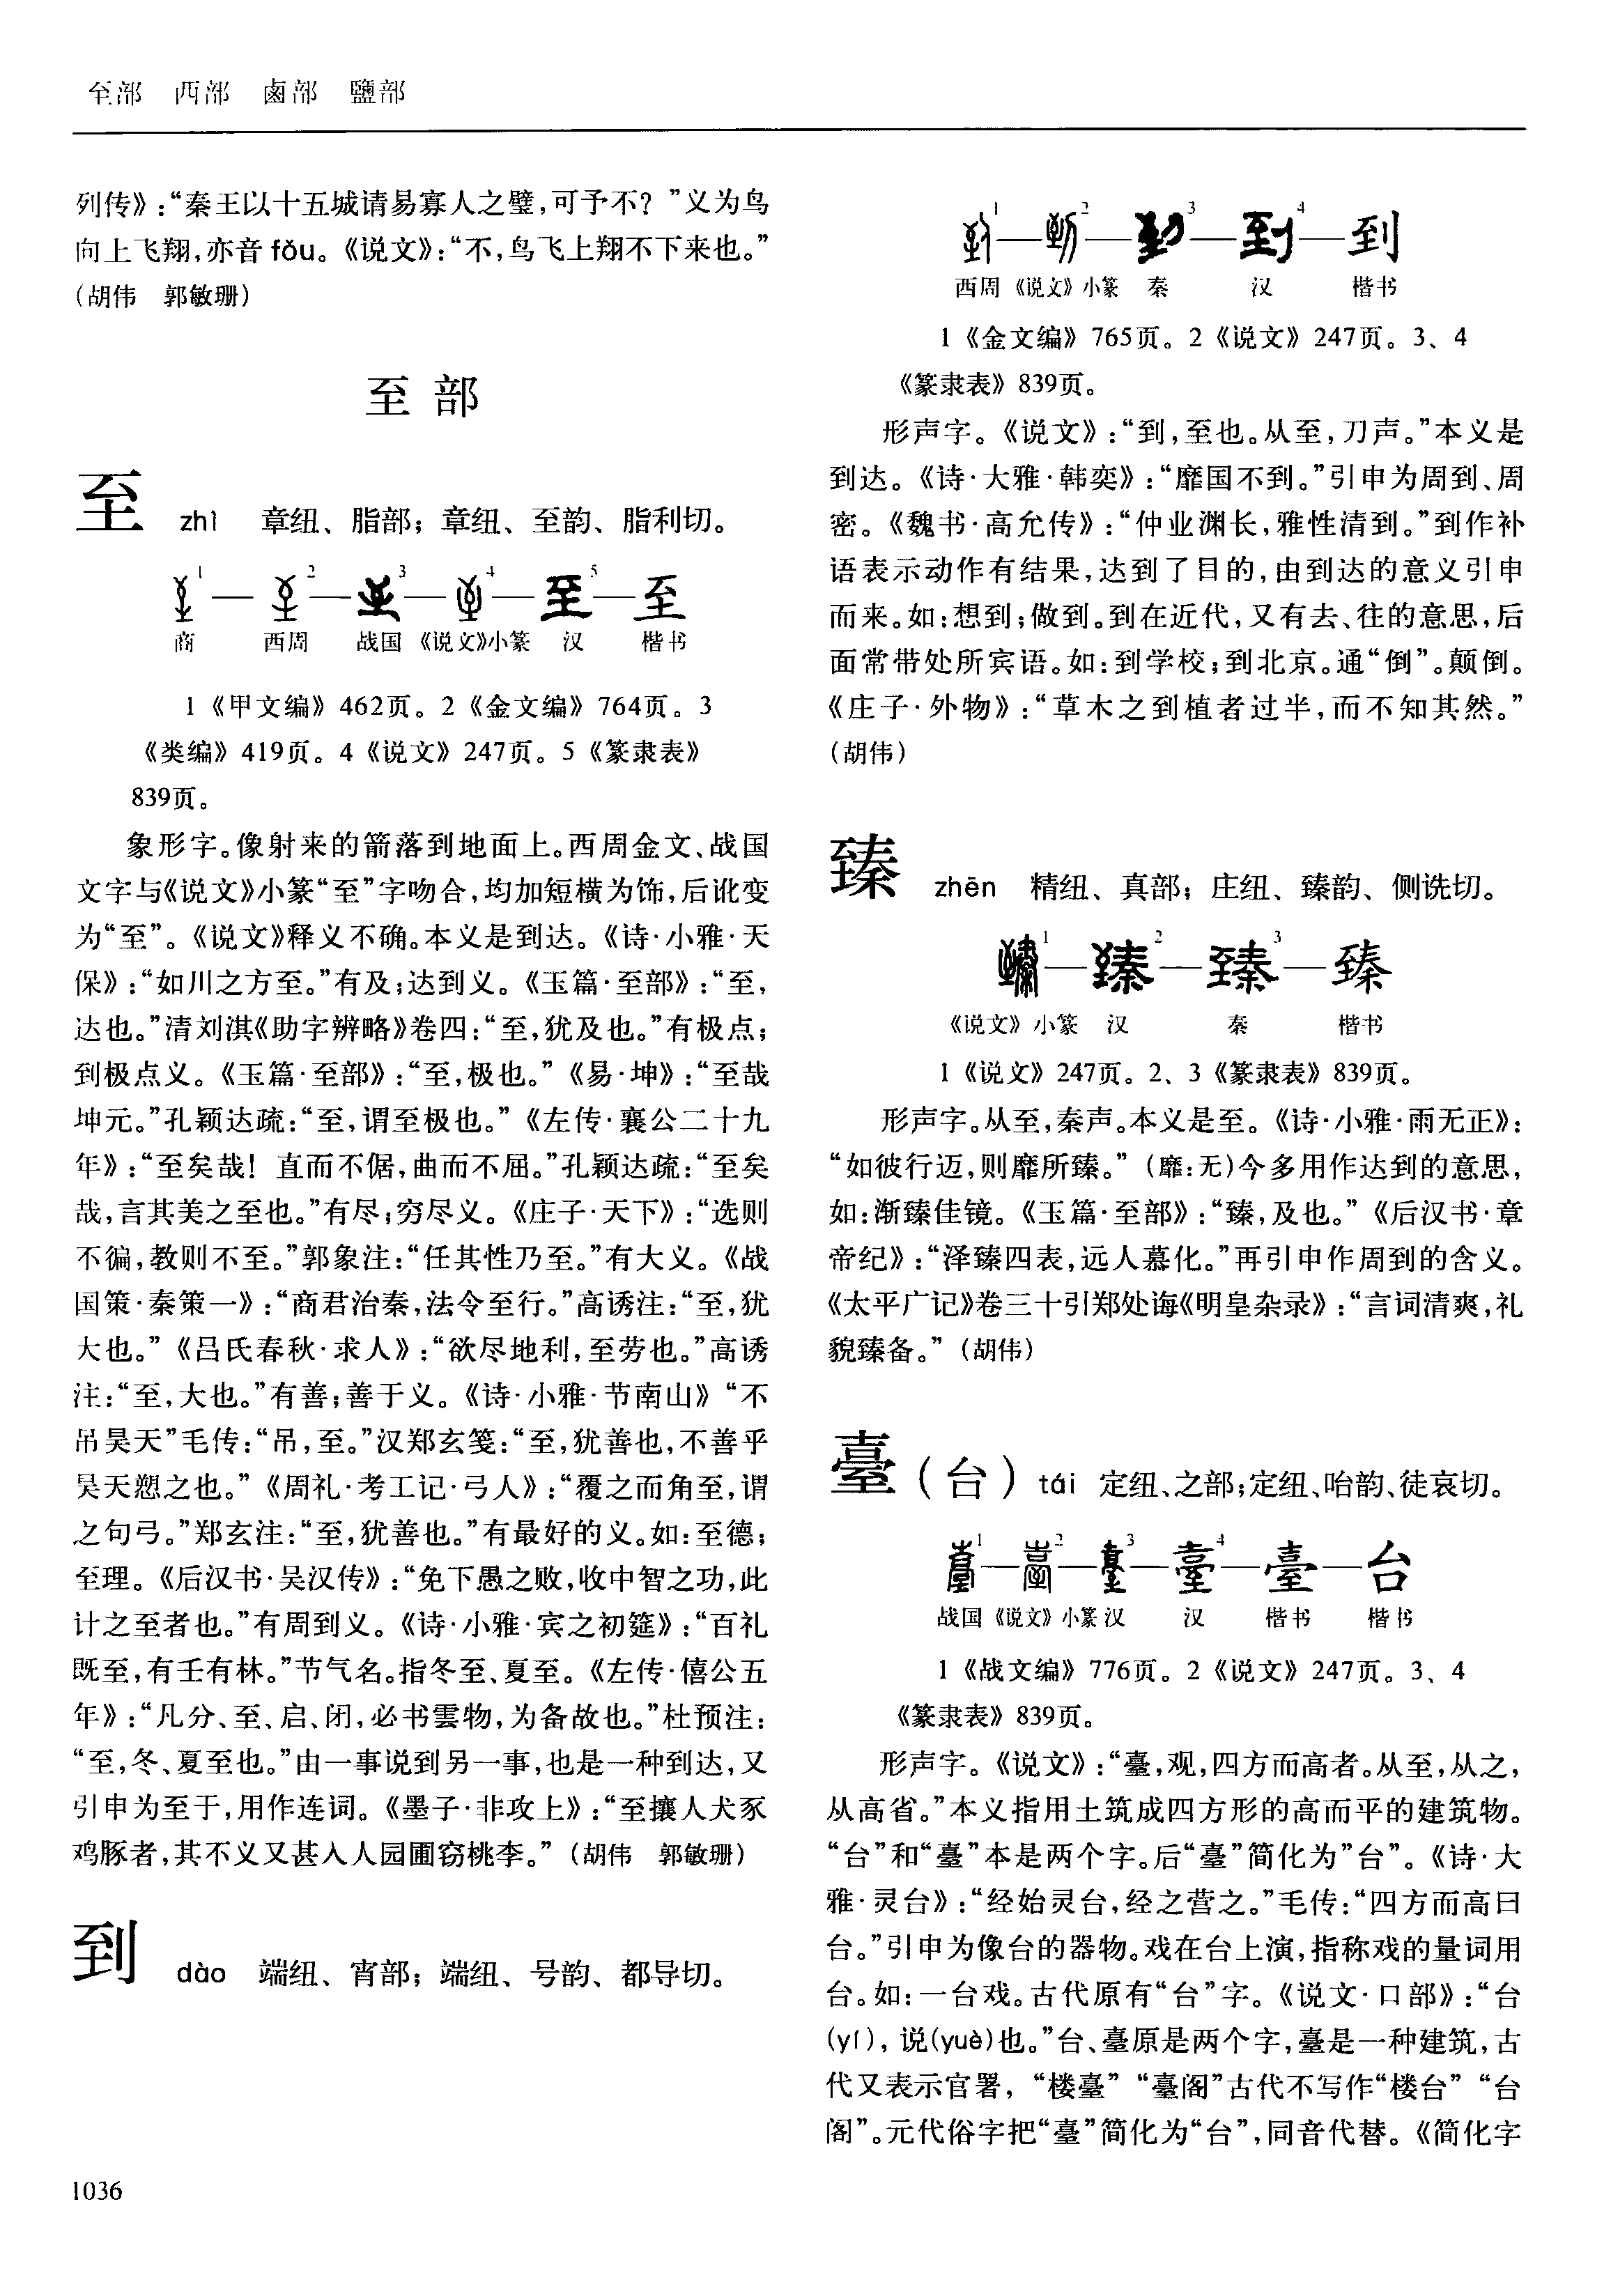 至部 西部 鹵部 鹽部
列传》:“秦王以十五城请易寡人之璧,可予不？”义为鸟
向上飞翔,亦音fǒu。《说文》:“不,鸟飞上翔不下来也。”
(胡伟 郭敏珊)
至部
至 zhì 章纽、脂部；章纽、至韵、脂利切。
1 2 3 4 5 至
商 西周 战国 《说文》小篆 汉 楷书
1《甲文编》462页。2《金文编》764页。3
《类编》419页。4《说文》247页。5《篆隶表》
839页。
象形字。像射来的箭落到地面上。西周金文、战国
文字与《说文》小篆“至”字吻合,均加短横为饰,后讹变
为“至”。《说文》释义不确。本义是到达。《诗·小雅·天
保》:“如川之方至。”有及;达到义。《玉篇·至部》:“至,
达也。”清刘淇《助字辨略》卷四:“至,犹及也。”有极点;
到极点义。《玉篇·至部》:“至,极也。”《易·坤》:“至哉
坤元。”孔颖达疏:“至,谓至极也。”《左传·襄公二十九
年》:“至矣哉！直而不倨,曲而不屈。”孔颖达疏:“至矣
哉,言其美之至也。”有尽;穷尽义。《庄子·天下》:“选则
不徧,教则不至。”郭象注:“任其性乃至。”有大义。《战
国策·秦策一》:“商君治秦,法令至行。”高诱注:“至,犹
大也。”《吕氏春秋·求人》:“欲尽地利,至劳也。”高诱
注:“至,大也。”有善;善于义。《诗·小雅·节南山》“不
吊昊天”毛传:“吊,至。”汉郑玄笺:“至,犹善也,不善乎
昊天愬之也。”《周礼·考工记·弓人》:“覆之而角至,谓
之句弓。”郑玄注:“至,犹善也。”有最好的义。如:至德;
至理。《后汉书·吴汉传》:“免下愚之败,收中智之功,此
计之至者也。”有周到义。《诗·小雅·宾之初筵》:“百礼
既至,有壬有林。”节气名。指冬至、夏至。《左传·僖公五
年》:“凡分、至、启、闭,必书雲物,为备故也。”杜预注:
“至,冬、夏至也。”由一事说到另一事,也是一种到达,又
引申为至于,用作连词。《墨子·非攻上》:“至攘人犬豕
鸡豚者,其不义又甚入人园圃窃桃李。”(胡伟 郭敏珊)
到 dào 端纽、宵部；端纽、号韵、都导切。
1 2 3 4 到
西周 《说文》小篆 秦 汉 楷书
1《金文编》765页。2《说文》247页。3、4
《篆隶表》839页。
形声字。《说文》:“到,至也。从至,刀声。”本义是
到达。《诗·大雅·韩奕》:“靡国不到。”引申为周到、周
密。《魏书·高允传》:“仲业渊长,雅性清到。”到作补
语表示动作有结果,达到了目的,由到达的意义引申
而来。如:想到;做到。到在近代,又有去、往的意思,后
面常带处所宾语。如:到学校;到北京。通“倒”。颠倒。
《庄子·外物》:“草木之到植者过半,而不知其然。”
(胡伟)
臻 zhēn 精纽、真部；庄纽、臻韵、侧诜切。
1 2 3 臻
《说文》小篆 汉 秦 楷书
1《说文》247页。2、3《篆隶表》839页。
形声字。从至,秦声。本义是至。《诗·小雅·雨无正》:
“如彼行迈,则靡所臻。”(靡:无)今多用作达到的意思,
如:渐臻佳镜。《玉篇·至部》:“臻,及也。”《后汉书·章
帝纪》:“泽臻四表,远人慕化。”再引申作周到的含义。
《太平广记》卷三十引郑处诲《明皇杂录》:“言词清爽,礼
貌臻备。”(胡伟)
臺(台) tái 定纽、之部;定纽、咍韵、徒哀切。
1 2 3 4 臺 台
战国 《说文》小篆 汉 汉 楷书 楷书
1《战文编》776页。2《说文》247页。3、4
《篆隶表》839页。
形声字。《说文》:“臺,观,四方而高者。从至,从之,
从高省。”本义指用土筑成四方形的高而平的建筑物。
“台”和“臺”本是两个字。后“臺”简化为”台”。《诗·大
雅·灵台》:“经始灵台,经之营之。”毛传:“四方而高曰
台。”引申为像台的器物。戏在台上演,指称戏的量词用
台。如:一台戏。古代原有“台”字。《说文·口部》:“台
(yí),说(yuè)也。”台、臺原是两个字,臺是一种建筑,古
代又表示官署,“楼臺”“臺阁”古代不写作“楼台”“台
阁”。元代俗字把“臺”简化为“台”,同音代替。《简化字
1036